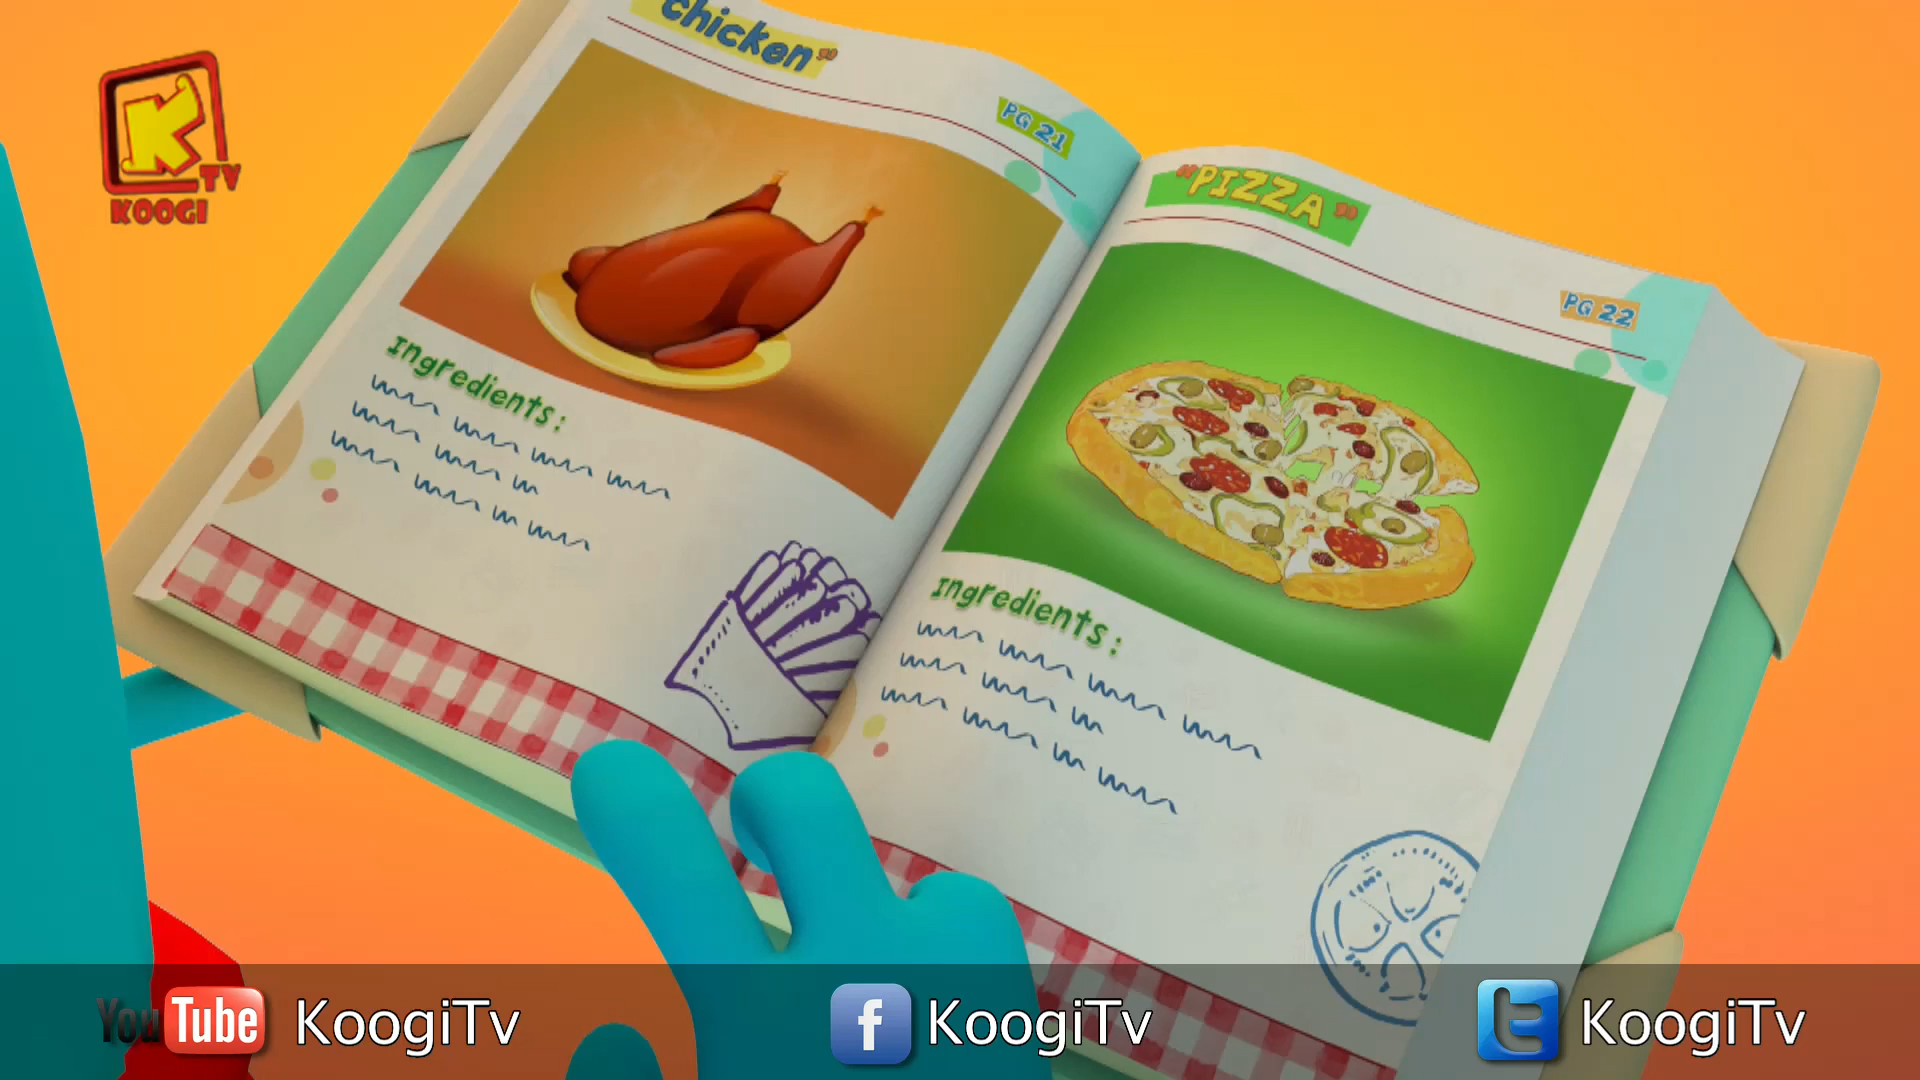 Chicken"
PG 21
Ingredients:
"PIZZA"
PG 22
Ingredients:
K TV
KOOGI
YouTube KoogiTv
f KoogiTv
t KoogiTv